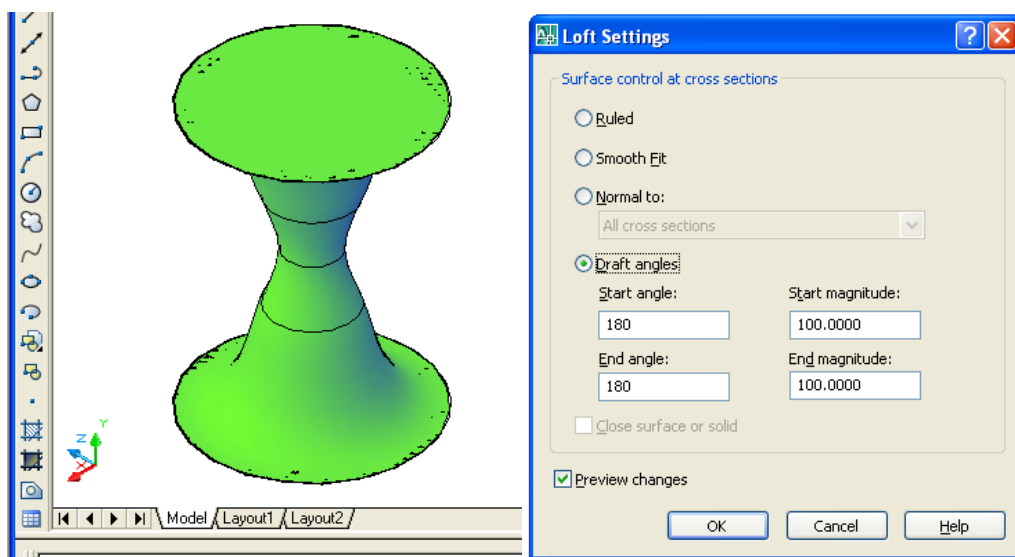 Z
Y
X
Model
Layout1
Layout2
Loft Settings
Surface control at cross sections
Ruled
Smooth Fit
Normal to:
All cross sections
Draft angles
Start angle: Start magnitude:
180 100.0000
End angle: End magnitude:
180 100.0000
Close surface or solid
Preview changes
OK Cancel Help